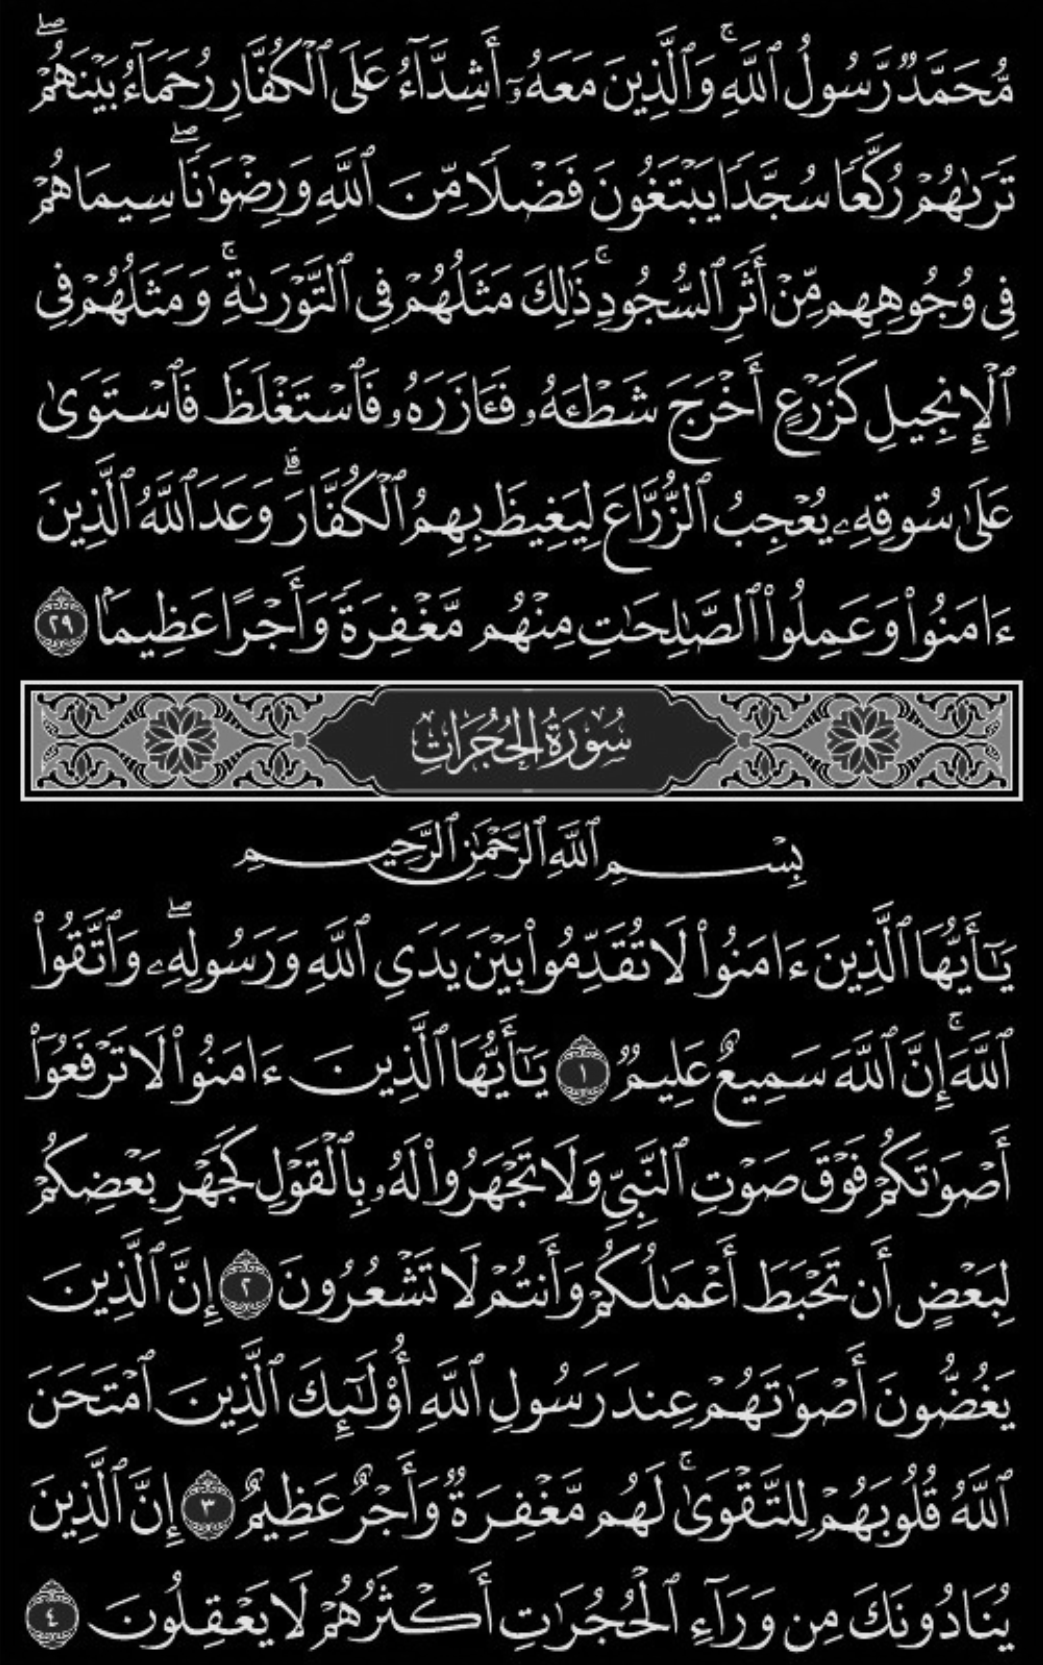 مُّحَمَّدٌ رَّسُولُ ٱللَّهِۚ وَٱلَّذِينَ مَعَهُۥٓ أَشِدَّآءُ عَلَى ٱلْكُفَّارِ رُحَمَآءُ بَيْنَهُمْۖ
تَرَىٰهُمْ رُكَّعًا سُجَّدًا يَبْتَغُونَ فَضْلًا مِّنَ ٱللَّهِ وَرِضْوَٰنًاۖ سِيمَاهُمْ
فِى وُجُوهِهِم مِّنْ أَثَرِ ٱلسُّجُودِۚ ذَٰلِكَ مَثَلُهُمْ فِى ٱلتَّوْرَىٰةِۚ وَمَثَلُهُمْ فِى
ٱلْإِنجِيلِ كَزَرْعٍ أَخْرَجَ شَطْـَٔهُۥ فَـَٔازَرَهُۥ فَٱسْتَغْلَظَ فَٱسْتَوَىٰ
عَلَىٰ سُوقِهِۦ يُعْجِبُ ٱلزُّرَّاعَ لِيَغِيظَ بِهِمُ ٱلْكُفَّارَۗ وَعَدَ ٱللَّهُ ٱلَّذِينَ
ءَامَنُوا۟ وَعَمِلُوا۟ ٱلصَّـٰلِحَـٰتِ مِنْهُم مَّغْفِرَةً وَأَجْرًا عَظِيمًۢا ٢٩
سُورَةُ الْحُجُرَاتِ
بِسْمِ ٱللَّهِ ٱلرَّحْمَـٰنِ ٱلرَّحِيمِ
يَـٰٓأَيُّهَا ٱلَّذِينَ ءَامَنُوا۟ لَا تُقَدِّمُوا۟ بَيْنَ يَدَىِ ٱللَّهِ وَرَسُولِهِۦۖ وَٱتَّقُوا۟
ٱللَّهَۚ إِنَّ ٱللَّهَ سَمِيعٌ عَلِيمٌ ١ يَـٰٓأَيُّهَا ٱلَّذِينَ ءَامَنُوا۟ لَا تَرْفَعُوٓا۟
أَصْوَٰتَكُمْ فَوْقَ صَوْتِ ٱلنَّبِىِّ وَلَا تَجْهَرُوا۟ لَهُۥ بِٱلْقَوْلِ كَجَهْرِ بَعْضِكُمْ
لِبَعْضٍ أَن تَحْبَطَ أَعْمَـٰلُكُمْ وَأَنتُمْ لَا تَشْعُرُونَ ٢ إِنَّ ٱلَّذِينَ
يَغُضُّونَ أَصْوَٰتَهُمْ عِندَ رَسُولِ ٱللَّهِ أُو۟لَـٰٓئِكَ ٱلَّذِينَ ٱمْتَحَنَ
ٱللَّهُ قُلُوبَهُمْ لِلتَّقْوَىٰۚ لَهُم مَّغْفِرَةٌ وَأَجْرٌ عَظِيمٌ ٣ إِنَّ ٱلَّذِينَ
يُنَادُونَكَ مِن وَرَآءِ ٱلْحُجُرَٰتِ أَكْثَرُهُمْ لَا يَعْقِلُونَ ٤